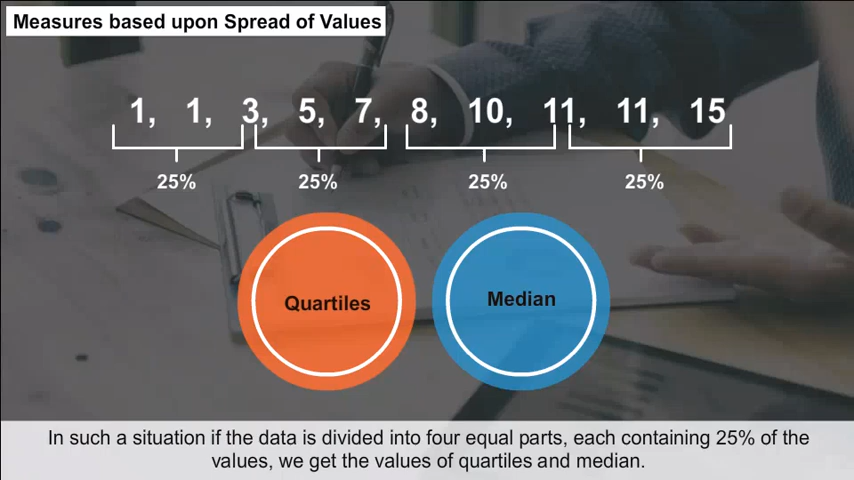 Measures based upon Spread of Values
1, 1, 3, 5, 7, 8, 10, 11, 11, 15
25% 25% 25% 25%
Quartiles Median
In such a situation if the data is divided into four equal parts, each containing 25% of the
values, we get the values of quartiles and median.